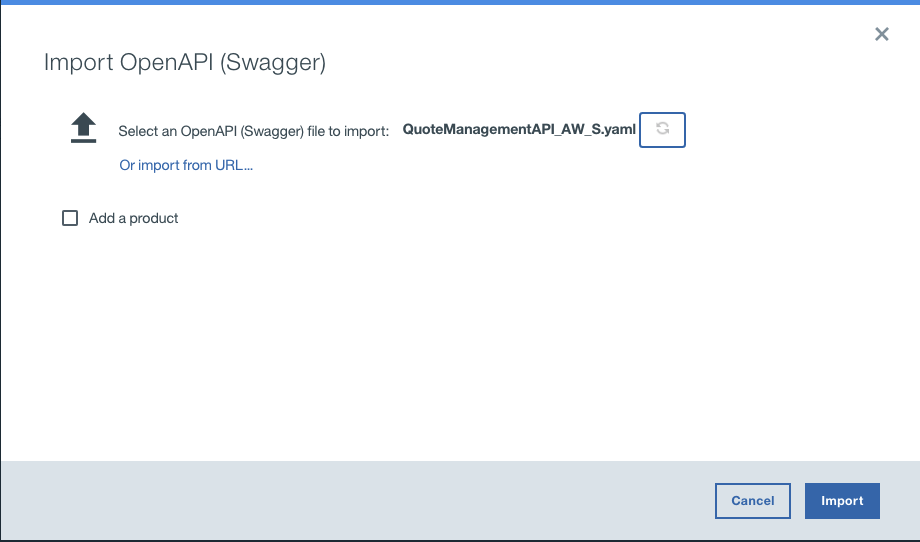 Import OpenAPI (Swagger)
Select an OpenAPI (Swagger) file to import: QuoteManagementAPI_AW_S.yaml
Or import from URL...
Add a product
Cancel Import